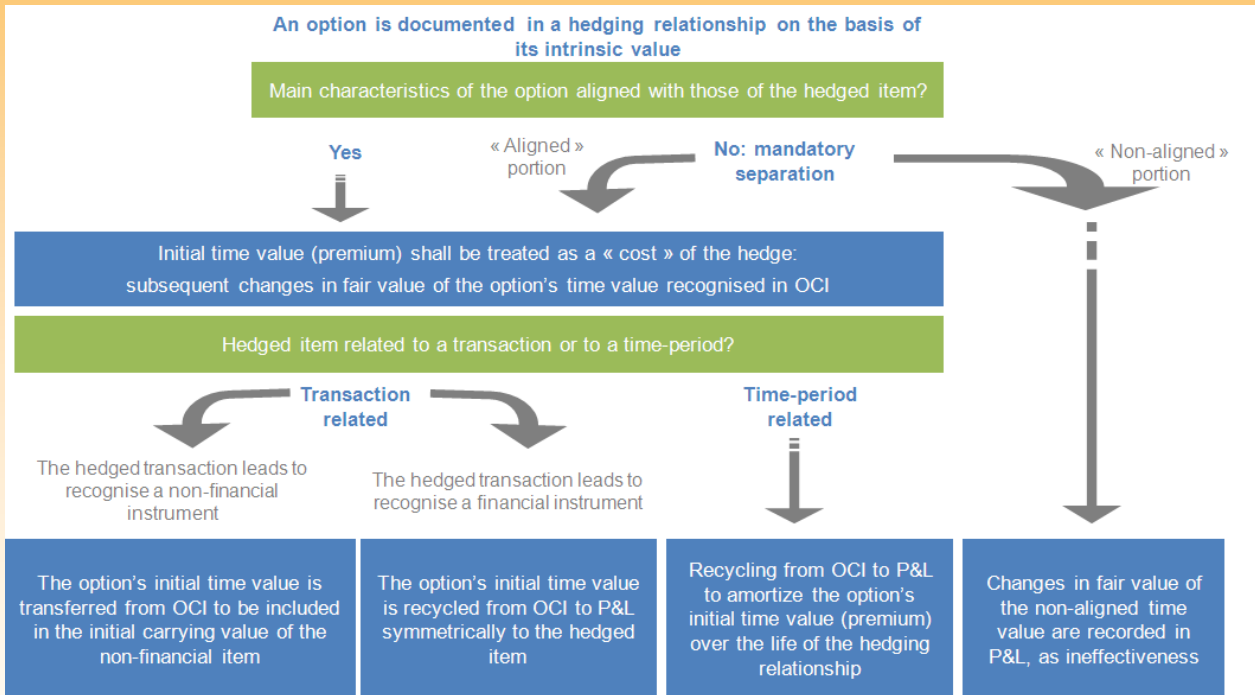 An option is documented in a hedging relationship on the basis of
its intrinsic value
Main characteristics of the option aligned with those of the hedged item?
Yes
« Aligned »
portion
No: mandatory
separation
« Non-aligned »
portion
Initial time value (premium) shall be treated as a « cost » of the hedge:
subsequent changes in fair value of the option's time value recognised in OCI
Hedged item related to a transaction or to a time-period?
Transaction
related
Time-period
related
The hedged transaction leads to
recognise a non-financial
instrument
The hedged transaction leads to
recognise a financial instrument
The option's initial time value is
transferred from OCI to be included
in the initial carrying value of the
non-financial item
The option's initial time value
is recycled from OCI to P&L
symmetrically to the hedged
item
Recycling from OCI to P&L
to amortize the option's
initial time value (premium)
over the life of the hedging
relationship
Changes in fair value of
the non-aligned time
value are recorded in
P&L, as ineffectiveness